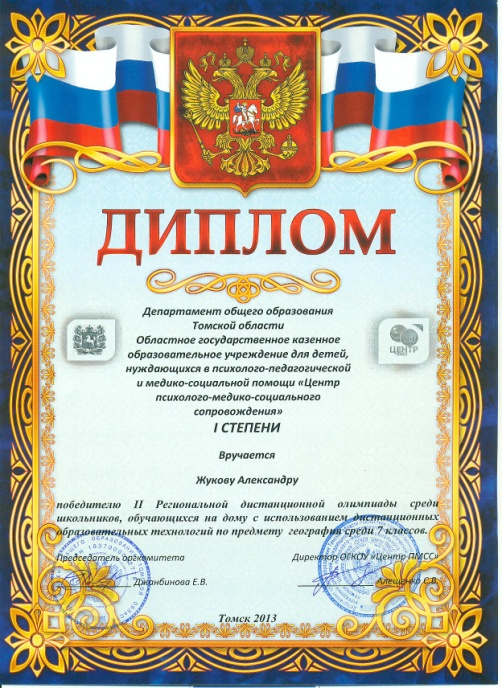 ДИПЛОМ
Департамент общего образования
Томской области
Областное государственное казенное
образовательное учреждение для детей,
нуждающихся в психолого-педагогической
и медико-социальной помощи «Центр
психолого-медико-социального
сопровождения»
ЦЕНТР
I СТЕПЕНИ
Вручается
Жукову Александру
победителю II Региональной дистанционной олимпиады среди
школьников, обучающихся на дому с использованием дистанционных
образовательных технологий по предмету география среди 7 классов.
Председатель оргкомитета
Директор ОГКОУ «Центр ПМСС»
Джанбинова Е.В.
Алещенко С.В.
Томск 2013